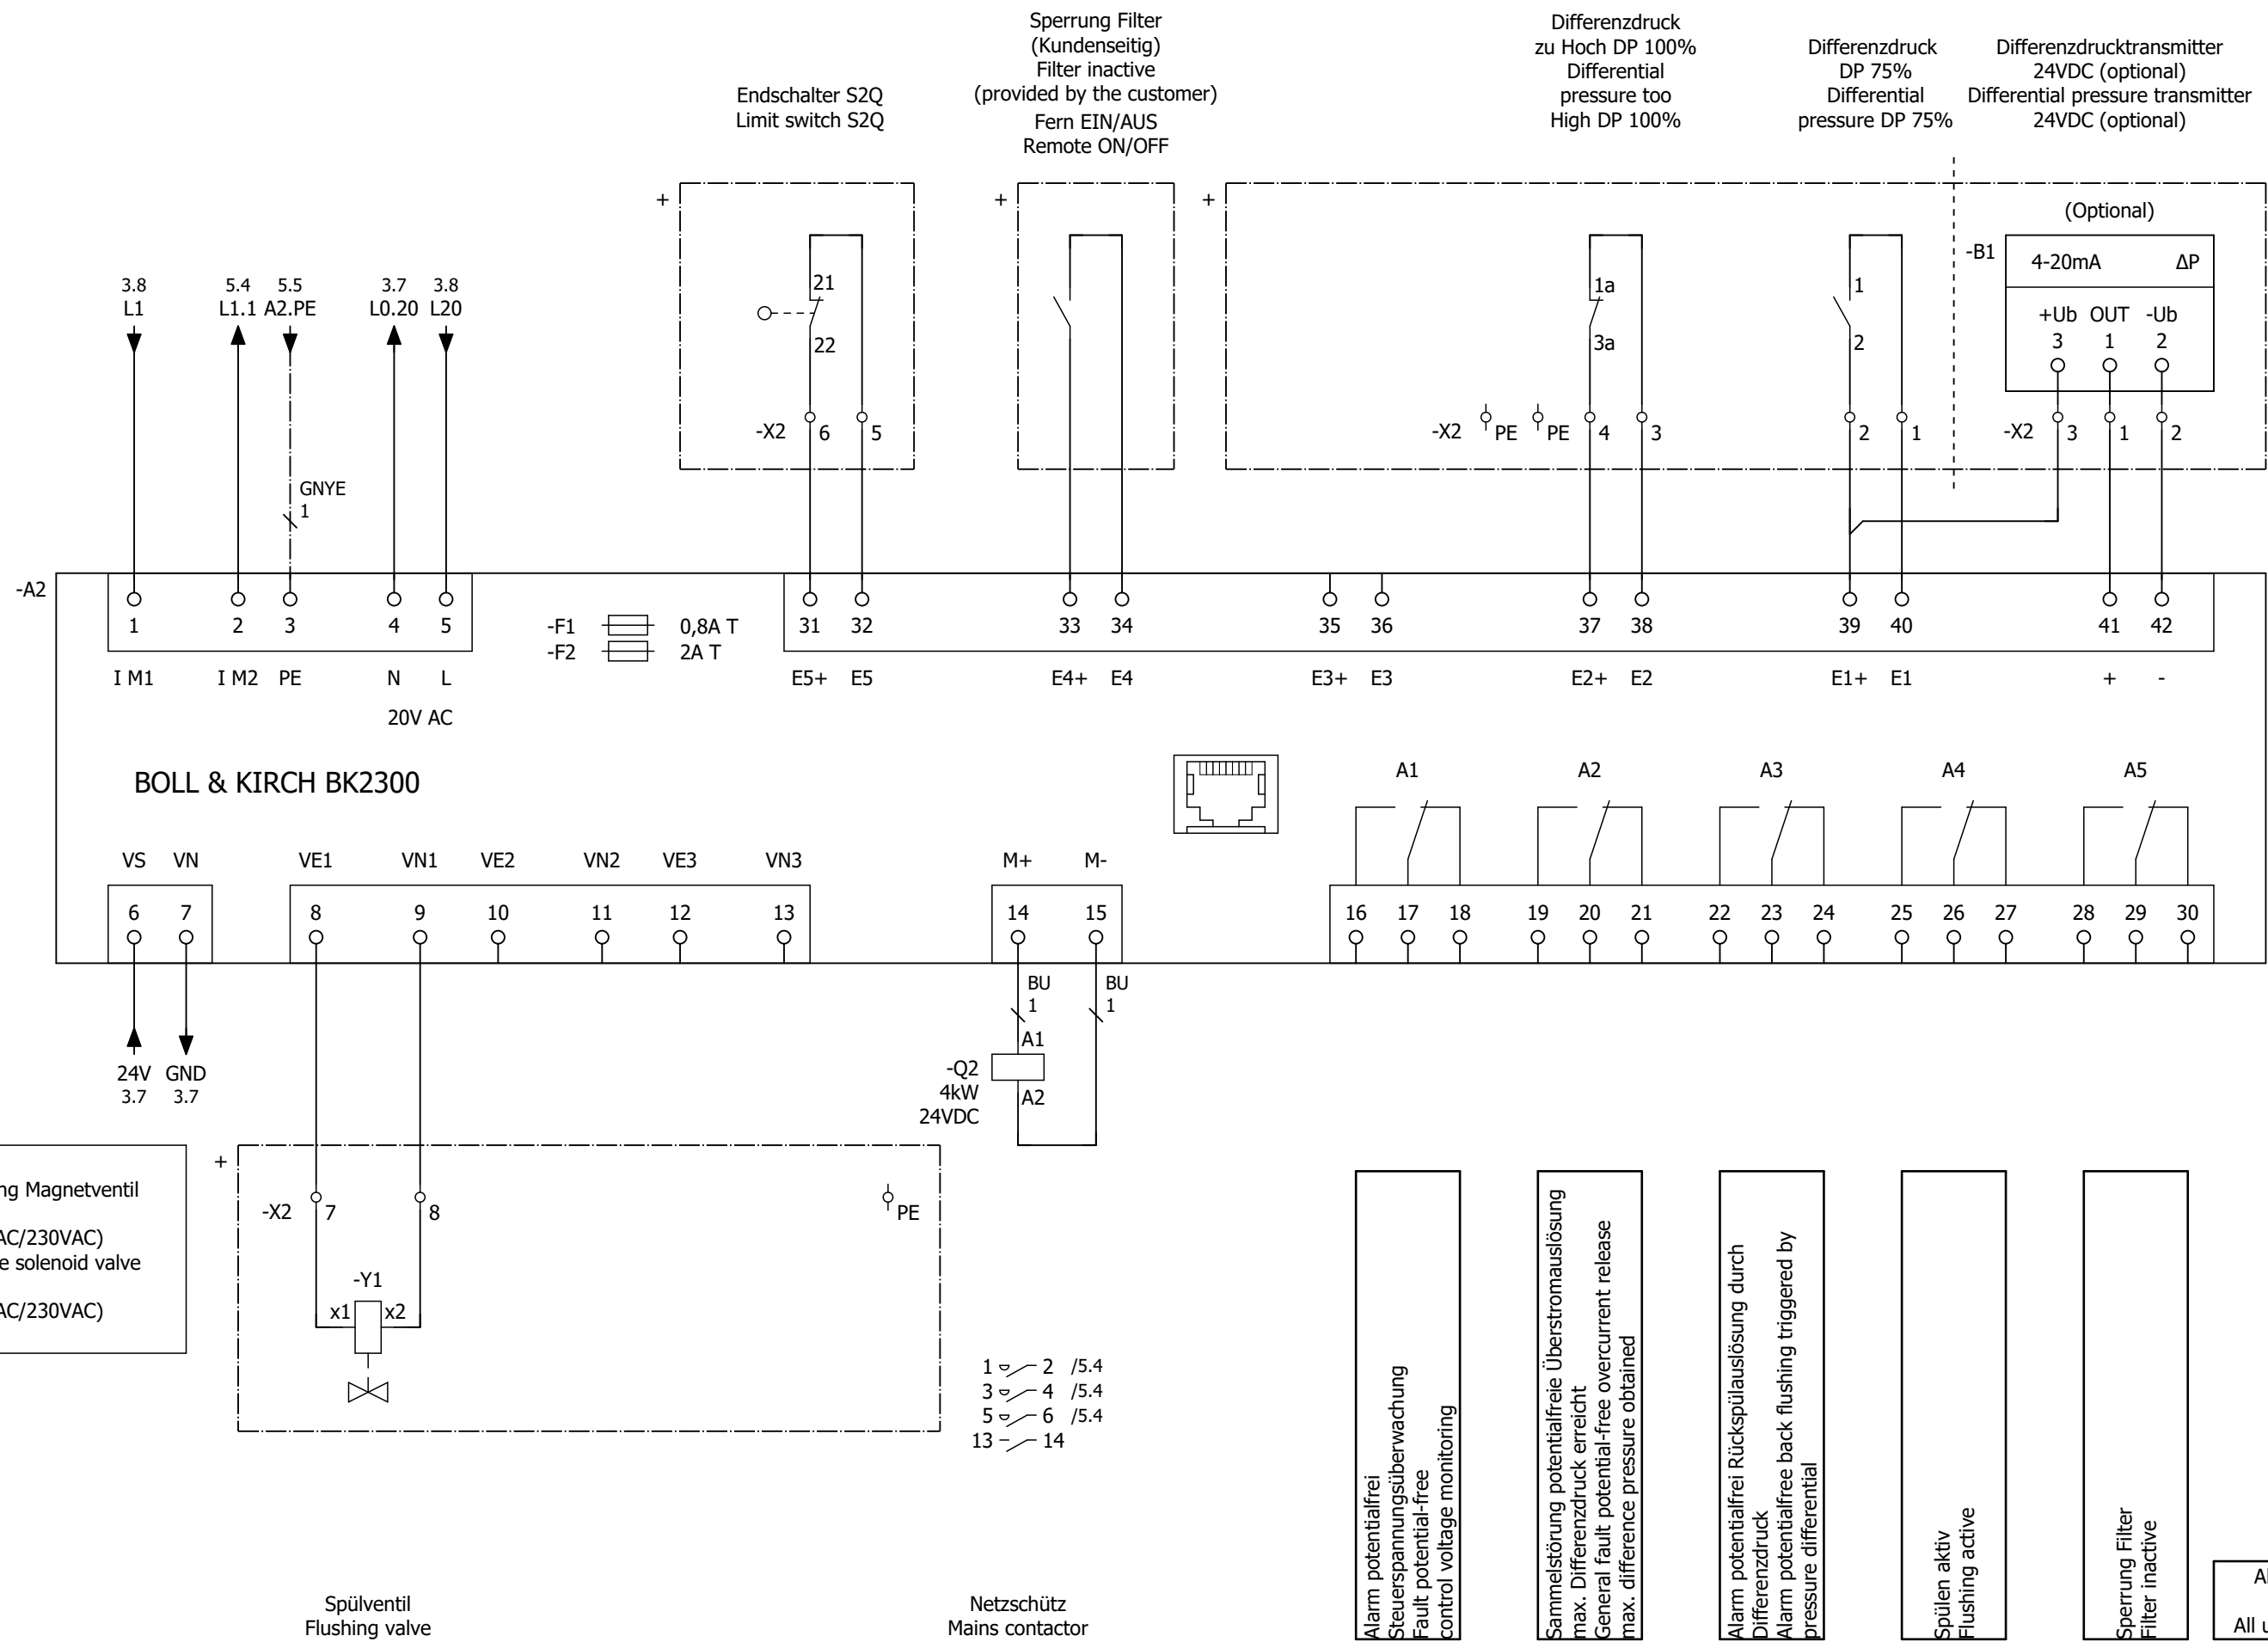 Sperrung Filter
(Kundenseitig)
Filter inactive
(provided by the customer)
Fern EIN/AUS
Remote ON/OFF
Differenzdruck
zu Hoch DP 100%
Differential
pressure too
High DP 100%
Differenzdruck
DP 75%
Differential
pressure DP 75%
Differenzdrucktransmitter
24VDC (optional)
Differential pressure transmitter
24VDC (optional)
Endschalter S2Q
Limit switch S2Q
+
+
+
(Optional)
-B1
4-20mA ΔP
+Ub OUT -Ub
3 1 2
3.8 5.4 5.5 3.7 3.8
L1 L1.1 A2.PE L0.20 L20
21
22
1a
3a
1
2
-X2 6 5
-X2 PE PE 4 3
2 1
-X2 3 1 2
GNYE
1
-A2
1 2 3 4 5
-F1 0,8A T
-F2 2A T
31 32 33 34 35 36 37 38 39 40 41 42
I M1 I M2 PE N L
20V AC
E5+ E5 E4+ E4 E3+ E3 E2+ E2 E1+ E1 + -
BOLL & KIRCH BK2300
A1 A2 A3 A4 A5
VS VN VE1 VN1 VE2 VN2 VE3 VN3 M+ M-
6 7 8 9 10 11 12 13 14 15
16 17 18 19 20 21 22 23 24 25 26 27 28 29 30
BU
1
BU
1
A1
-Q2
4kW
24VDC
A2
24V GND
3.7 3.7
ng Magnetventil
AC/230VAC)
e solenoid valve
AC/230VAC)
+
-X2 7 8 PE
-Y1
x1 x2
1 2 /5.4
3 4 /5.4
5 6 /5.4
13 14
Alarm potentialfrei
Steuerspannungsüberwachung
Fault potential-free
control voltage monitoring
Sammelstörung potentialfreie Überstromauslösung
max. Differenzdruck erreicht
General fault potential-free overcurrent release
max. difference pressure obtained
Alarm potentialfrei Rückspülauslösung durch
Differenzdruck
Alarm potentialfree back flushing triggered by
pressure differential
Spülen aktiv
Flushing active
Sperrung Filter
Filter inactive
Spülventil
Flushing valve
Netzschütz
Mains contactor
All